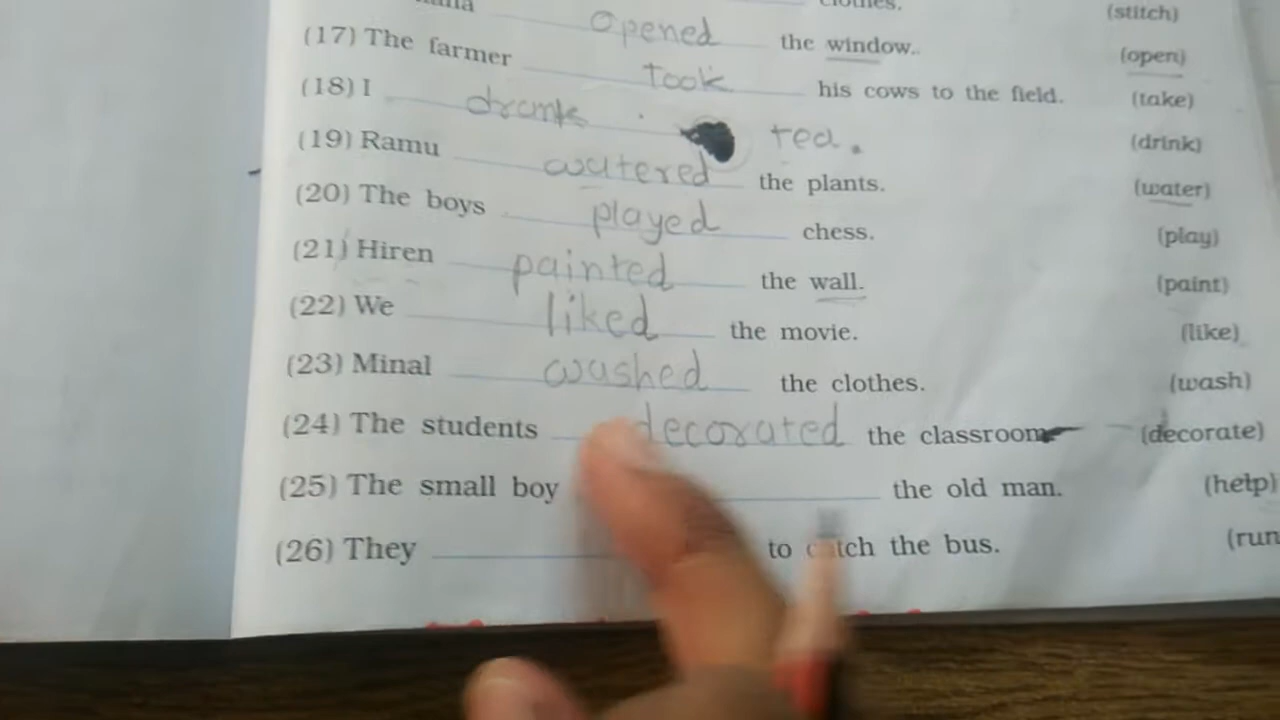 clothes. (stitch)
opened the window. (open)
(17) The farmer took his cows to the field. (take)
(18) I drank tea. (drink)
(19) Ramu watered the plants. (water)
(20) The boys played chess. (play)
(21) Hiren painted the wall. (paint)
(22) We liked the movie. (like)
(23) Minal washed the clothes. (wash)
(24) The students decorated the classroom (decorate)
(25) The small boy the old man. (help)
(26) They to catch the bus. (run